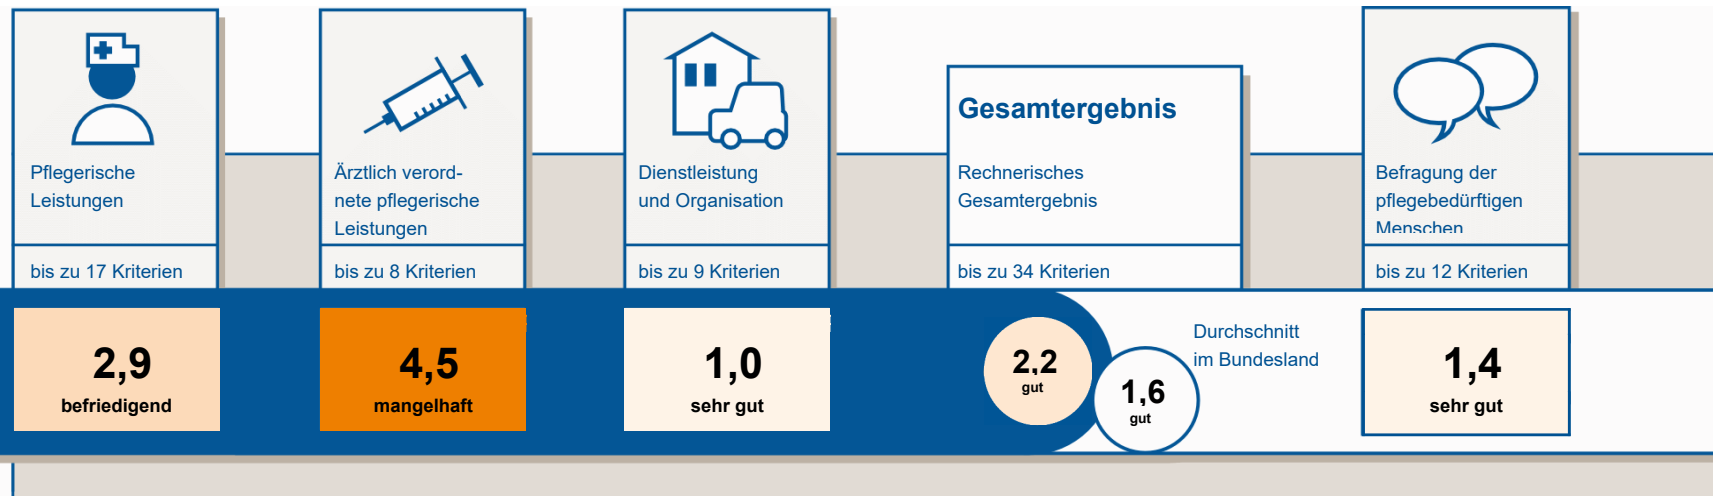 Pflegerische
Leistungen
bis zu 17 Kriterien
2,9
befriedigend
Ärztlich verord-
nete pflegerische
Leistungen
bis zu 8 Kriterien
4,5
mangelhaft
Dienstleistung
und Organisation
bis zu 9 Kriterien
1,0
sehr gut
Gesamtergebnis
Rechnerisches
Gesamtergebnis
bis zu 34 Kriterien
2,2
gut
1,6
gut
Durchschnitt
im Bundesland
Befragung der
pflegebedürftigen
Menschen
bis zu 12 Kriterien
1,4
sehr gut